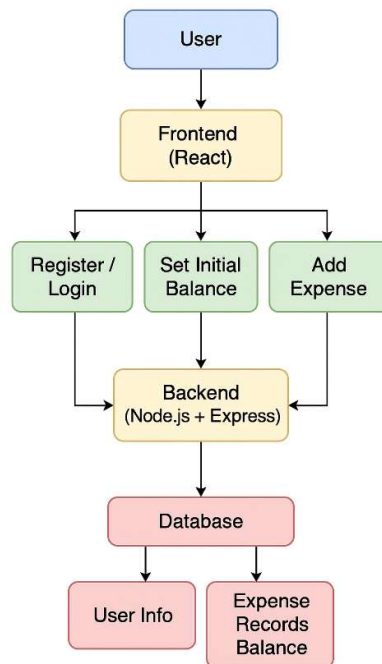 User
Frontend
(React)
Register /
Login
Set Initial
Balance
Add
Expense
Backend
(Node.js + Express)
Database
User Info
Expense
Records
Balance